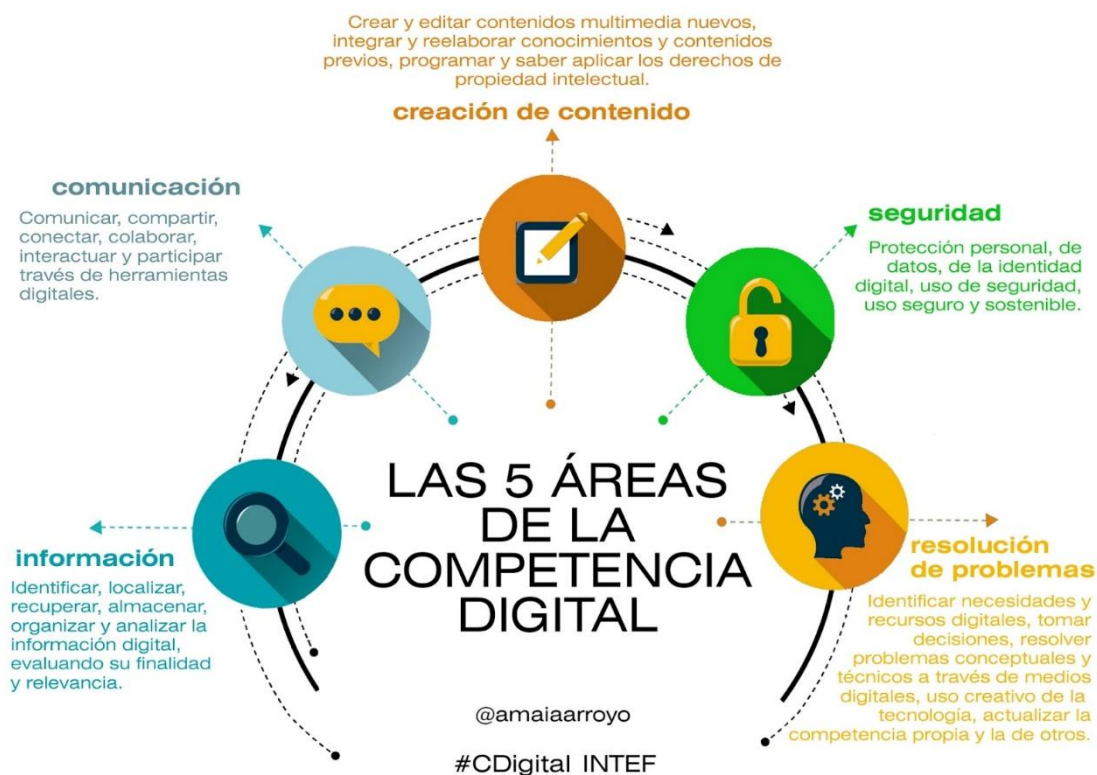 Crear y editar contenidos multimedia nuevos,
integrar y reelaborar conocimientos y contenidos
previos, programar y saber aplicar los derechos de
propiedad intelectual.
creación de contenido
comunicación
Comunicar, compartir,
conectar, colaborar,
interactuar y participar
través de herramientas
digitales.
seguridad
Protección personal, de
datos, de la identidad
digital, uso de seguridad,
uso seguro y sostenible.
información
Identificar, localizar,
recuperar, almacenar,
organizar y analizar la
información digital,
evaluando su finalidad
y relevancia.
LAS 5 ÁREAS
DE LA
COMPETENCIA
DIGITAL
resolución
de problemas
Identificar necesidades y
recursos digitales, tomar
decisiones, resolver
problemas conceptuales y
técnicos a través de medios
digitales, uso creativo de la
tecnología, actualizar la
competencia propia y la de otros.
@amaiaarroyo
#CDigital INTEF